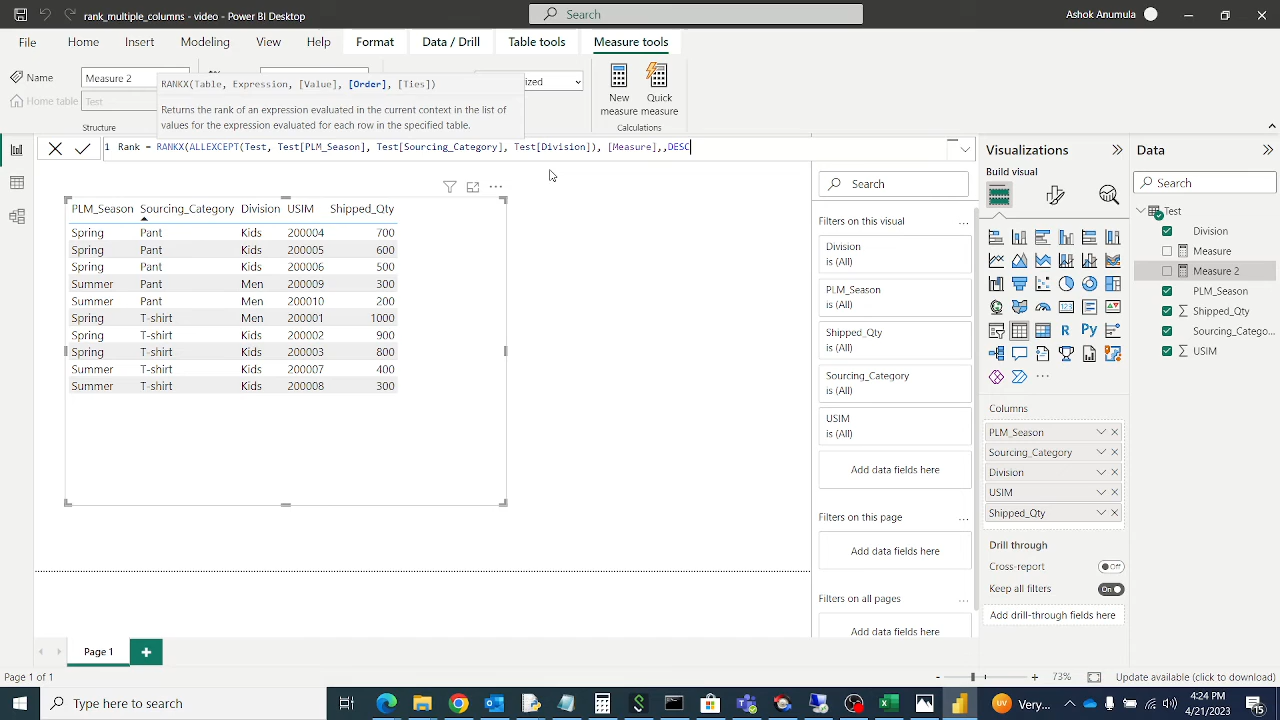 rank_multiple_columns - video - Power BI Desktop
Search
Ashok Anumula
File Home Insert Modeling View Help Format Data / Drill Table tools Measure tools
Name Measure 2
Home table Test
Structure
RANKX(Table, Expression, [Value], [Order], [Ties])
Returns the rank of an expression evaluated in the current context in the list of
values for the expression evaluated for each row in the specified table.
New
measure
Quick
measure
Calculations
1 Rank = RANKX(ALLEXCEPT(Test, Test[PLM_Season], Test[Sourcing_Category], Test[Division]), [Measure],,DESC
PLM_Season Sourcing_Category Division USIM Shipped_Qty
Spring Pant Kids 200004 700
Spring Pant Kids 200005 600
Spring Pant Kids 200006 500
Summer Pant Men 200009 300
Summer Pant Men 200010 200
Spring T-shirt Men 200001 1000
Spring T-shirt Kids 200002 900
Spring T-shirt Kids 200003 800
Summer T-shirt Kids 200007 400
Summer T-shirt Kids 200008 300
Search
Filters on this visual
Division
is (All)
PLM_Season
is (All)
Shipped_Qty
is (All)
Sourcing_Category
is (All)
USIM
is (All)
Add data fields here
Filters on this page
Add data fields here
Filters on all pages
Add data fields here
Visualizations
Build visual
Columns
PLM_Season
Sourcing_Category
Division
USIM
Shipped_Qty
Drill through
Cross-report Off
Keep all filters On
Add drill-through fields here
Data
Search
Test
Division
Measure
Measure 2
PLM_Season
Shipped_Qty
Sourcing_Catego...
USIM
Page 1
Page 1 of 1
73%
Update available (click to download)
Type here to search
Very...
4:24 PM
4/21/2023